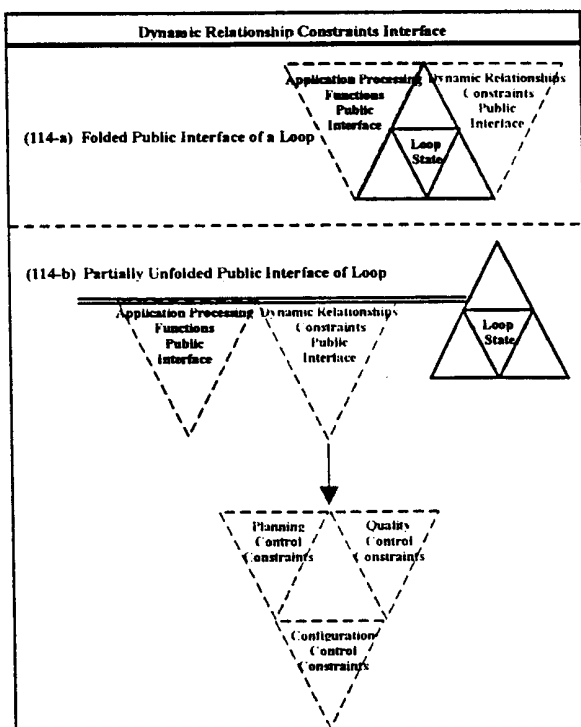 Dynamic Relationship Constraints Interface
Application Processing Functions Public Interface
Dynamic Relationships Constraints Public Interface
(114-a) Folded Public Interface of a Loop
Loop State
(114-b) Partially Unfolded Public Interface of Loop
Application Processing Functions Public Interface
Dynamic Relationships Constraints Public Interface
Loop State
Planning Control Constraints
Quality Control Constraints
Configuration Control Constraints